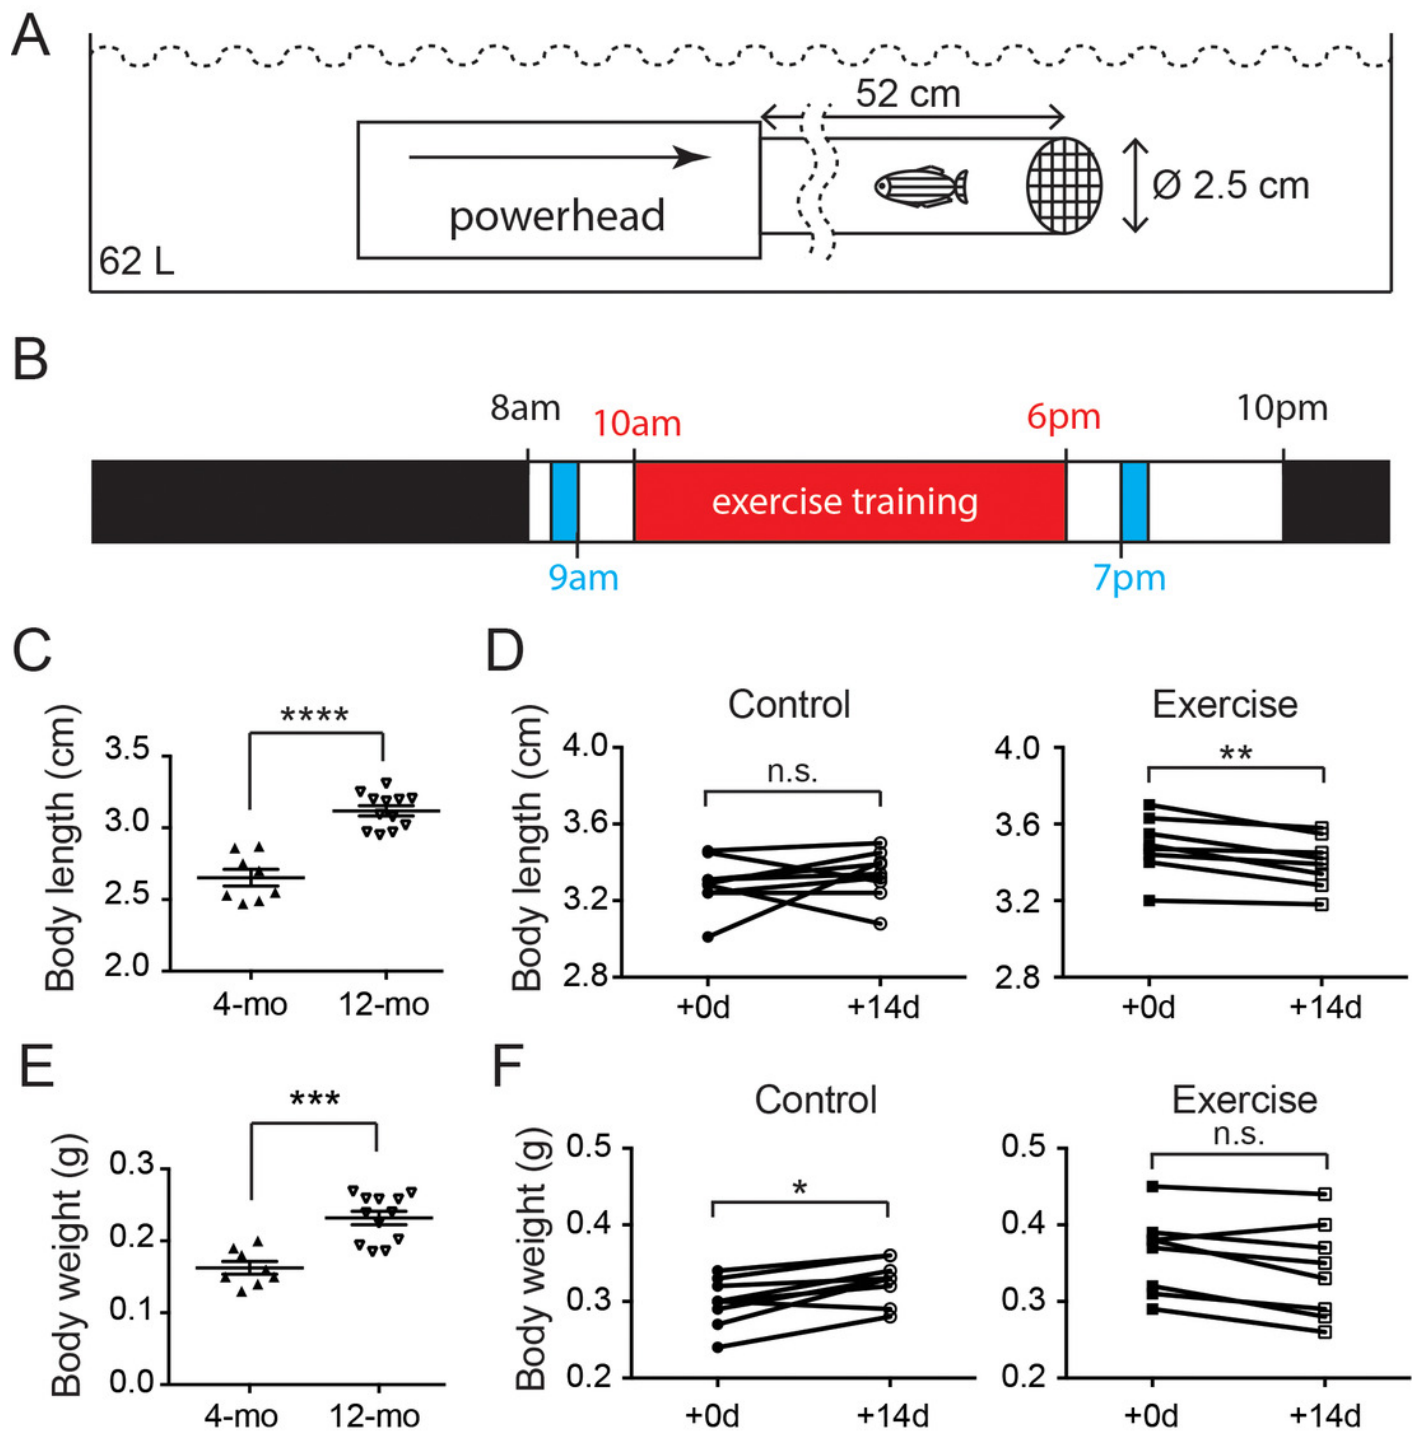 A
52 cm
powerhead
Ø 2.5 cm
62 L
B
8am
10am
6pm
10pm
exercise training
9am
7pm
C
Body length (cm)
3.5
3.0
2.5
2.0
****
4-mo
12-mo
D
Body length (cm)
Control
n.s.
4.0
3.6
3.2
2.8
+0d
+14d
Exercise
**
4.0
3.6
3.2
2.8
+0d
+14d
E
Body weight (g)
***
0.3
0.2
0.1
0.0
4-mo
12-mo
F
Body weight (g)
Control
*
0.5
0.4
0.3
0.2
+0d
+14d
Exercise
n.s.
0.5
0.4
0.3
0.2
+0d
+14d